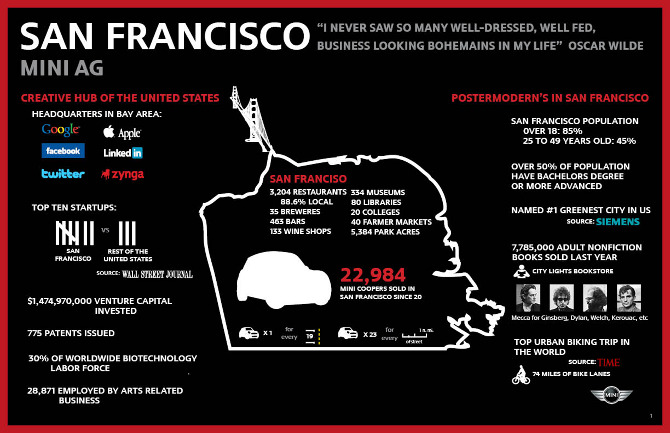 SAN FRANCISCO
"I NEVER SAW SO MANY WELL-DRESSED, WELL FED,
BUSINESS LOOKING BOHEMAINS IN MY LIFE" OSCAR WILDE
MINI AG
CREATIVE HUB OF THE UNITED STATES
HEADQUARTERS IN BAY AREA:
Google
Apple
facebook
Linked in
twitter
zynga
TOP TEN STARTUPS:
VS
SAN
FRANCISCO
REST OF THE
UNITED STATES
SOURCE: WALL STREET JOURNAL
$1,474,970,000 VENTURE CAPITAL
INVESTED
775 PATENTS ISSUED
30% OF WORLDWIDE BIOTECHNOLOGY
LABOR FORCE
28,871 EMPLOYED BY ARTS RELATED
BUSINESS
SAN FRANCISO
3,204 RESTAURANTS
88.6% LOCAL
35 BREWERES
463 BARS
133 WINE SHOPS
334 MUSEUMS
80 LIBRARIES
20 COLLEGES
40 FARMER MARKETS
5,384 PARK ACRES
22,984
MINI COOPERS SOLD IN
SAN FRANCISCO SINCE 20
X 1
for
every
19
X 23
for
every
of street
POSTERMODERN'S IN SAN FRANCISCO
SAN FRANCISCO POPULATION
OVER 18: 85%
25 TO 49 YEARS OLD: 45%
OVER 50% OF POPULATION
HAVE BACHELORS DEGREE
OR MORE ADVANCED
NAMED #1 GREENEST CITY IN US
SOURCE: SIEMENS
7,785,000 ADULT NONFICTION
BOOKS SOLD LAST YEAR
CITY LIGHTS BOOKSTORE
Mecca for Ginsberg, Dylan, Welch, Kerouac, etc
TOP URBAN BIKING TRIP IN
THE WORLD
SOURCE: TIME
74 MILES OF BIKE LANES
MINI
1